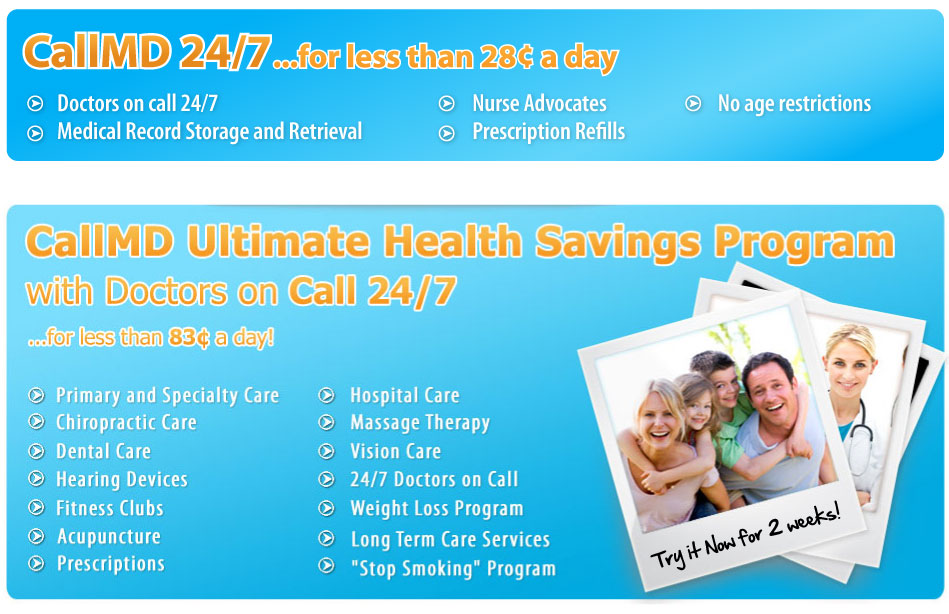 CallMD 24/7...for less than 28¢ a day
Doctors on call 24/7
Medical Record Storage and Retrieval
Nurse Advocates
Prescription Refills
No age restrictions
CallMD Ultimate Health Savings Program
with Doctors on Call 24/7
...for less than 83¢ a day!
Primary and Specialty Care
Chiropractic Care
Dental Care
Hearing Devices
Fitness Clubs
Acupuncture
Prescriptions
Hospital Care
Massage Therapy
Vision Care
24/7 Doctors on Call
Weight Loss Program
Long Term Care Services
"Stop Smoking" Program
Try it Now for 2 weeks!